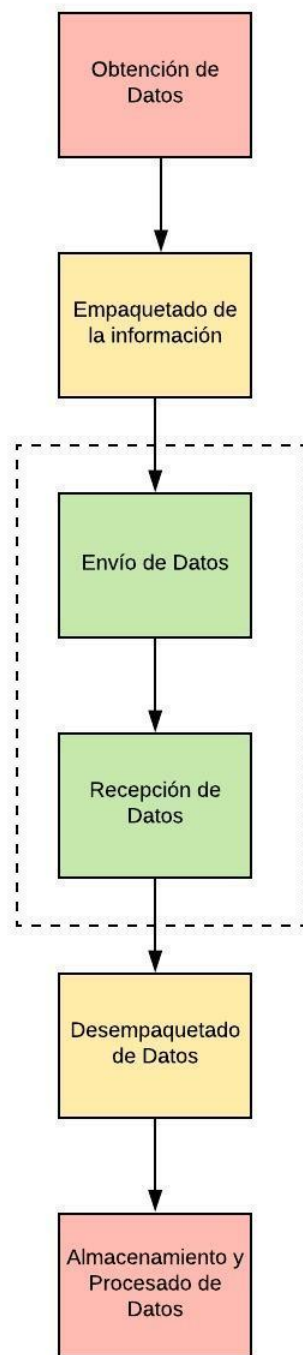 Obtención de
Datos
Empaquetado de
la información
Envío de Datos
Recepción de
Datos
Desempaquetado
de Datos
Almacenamiento y
Procesado de
Datos